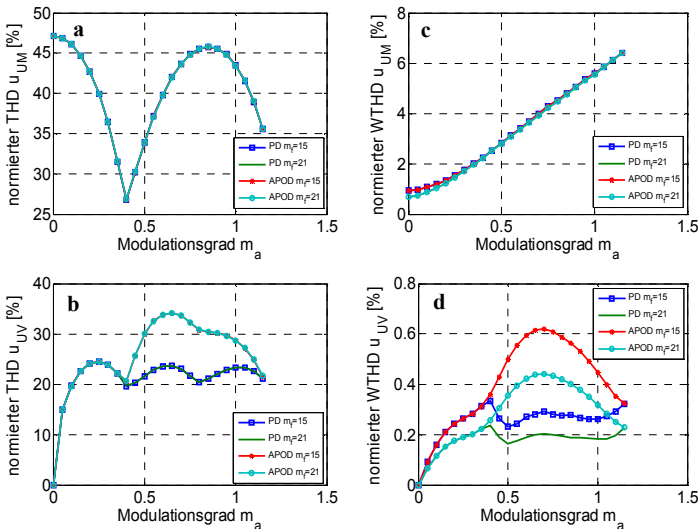 a
normierter THD u_UM [%]
50
45
40
35
30
25
0
0.5
1
1.5
PD m_f=15
PD m_f=21
APOD m_f=15
APOD m_f=21
Modulationsgrad m_a
c
normierter WTHD u_UM [%]
8
6
4
2
0
0
0.5
1
1.5
PD m_f=15
PD m_f=21
APOD m_f=15
APOD m_f=21
Modulationsgrad m_a
b
normierter THD u_UV [%]
40
30
20
10
0
0
0.5
1
1.5
PD m_f=15
PD m_f=21
APOD m_f=15
APOD m_f=21
Modulationsgrad m_a
d
normierter WTHD u_UV [%]
0.8
0.6
0.4
0.2
0
0
0.5
1
1.5
PD m_f=15
PD m_f=21
APOD m_f=15
APOD m_f=21
Modulationsgrad m_a